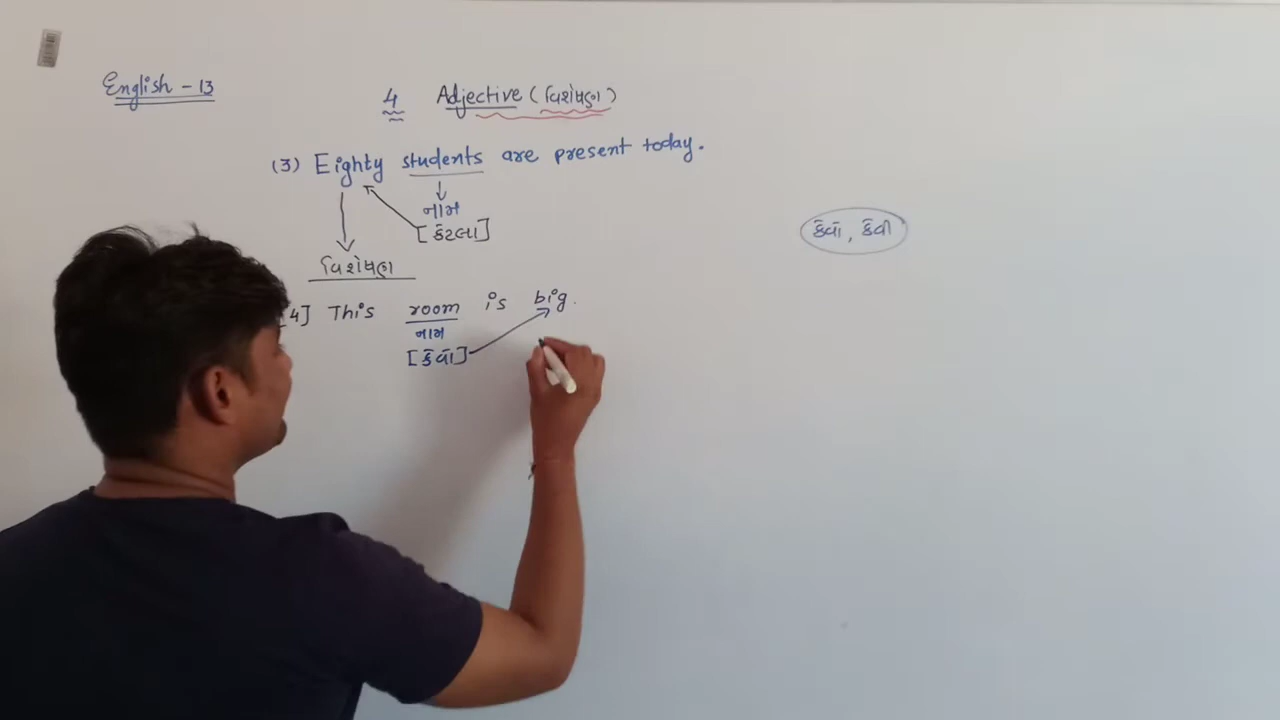 English - 13
4 Adjective (વિશેષણ)
(3) Eighty students are present today.
નામ
[કેટલા]
કેવાં, કેવી
વિશેષણ
[4] This room is big.
નામ
[કેવાં]